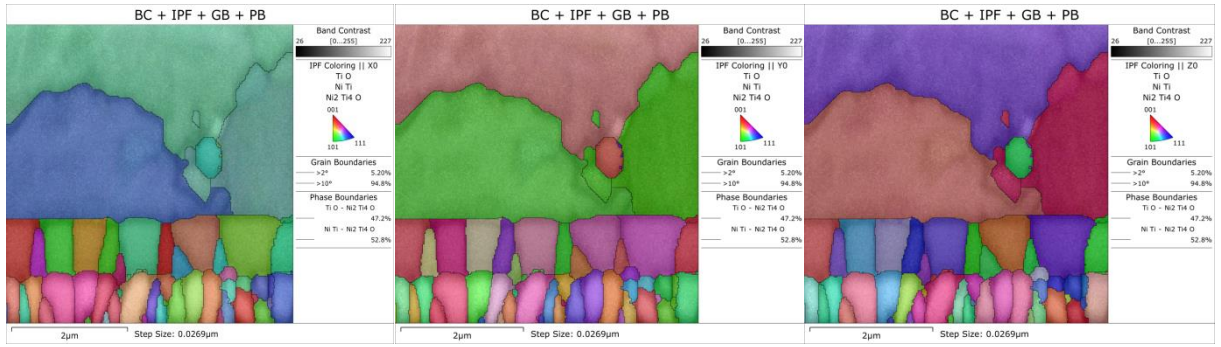 BC + IPF + GB + PB
Band Contrast
26 [0...255] 227
IPF Coloring || X0
Ti O
Ni Ti
Ni2 Ti4 O
001
101 111
Grain Boundaries
>2° 5.20%
>10° 94.8%
Phase Boundaries
Ti O - Ni2 Ti4 O
47.2%
Ni Ti - Ni2 Ti4 O
52.8%
2µm Step Size: 0.0269µm
BC + IPF + GB + PB
Band Contrast
26 [0...255] 227
IPF Coloring || Y0
Ti O
Ni Ti
Ni2 Ti4 O
001
101 111
Grain Boundaries
>2° 5.20%
>10° 94.8%
Phase Boundaries
Ti O - Ni2 Ti4 O
47.2%
Ni Ti - Ni2 Ti4 O
52.8%
2µm Step Size: 0.0269µm
BC + IPF + GB + PB
Band Contrast
26 [0...255] 227
IPF Coloring || Z0
Ti O
Ni Ti
Ni2 Ti4 O
001
101 111
Grain Boundaries
>2° 5.20%
>10° 94.8%
Phase Boundaries
Ti O - Ni2 Ti4 O
47.2%
Ni Ti - Ni2 Ti4 O
52.8%
2µm Step Size: 0.0269µm